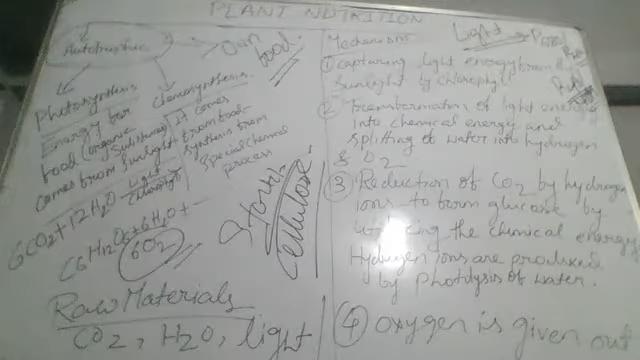 PLANT NUTRITION
Autotrophic
Own
food.
Photosynthesis
Energy for
food (organic
Substance)
comes from sunlight
Chemosynthesis.
It comes
from food-
synthesis from
Special chemical
process
6CO2 + 12H2O Light
Chlorophyl
C6H12O6 + 6H2O +
6O2
Starch
Cellulose
Raw Materials
CO2, H2O, light
Mechanism
Light
① capturing light energy from the
Sunlight by chlorophyll
② Transformation of light energy
into chemical energy and
splitting of water into hydrogen
& O2
③ Reduction of CO2 by hydrogen
ions to form glucose by
utilizing the chemical energy
Hydrogen ions are produced
by photolysis of water.
④ oxygen is given out